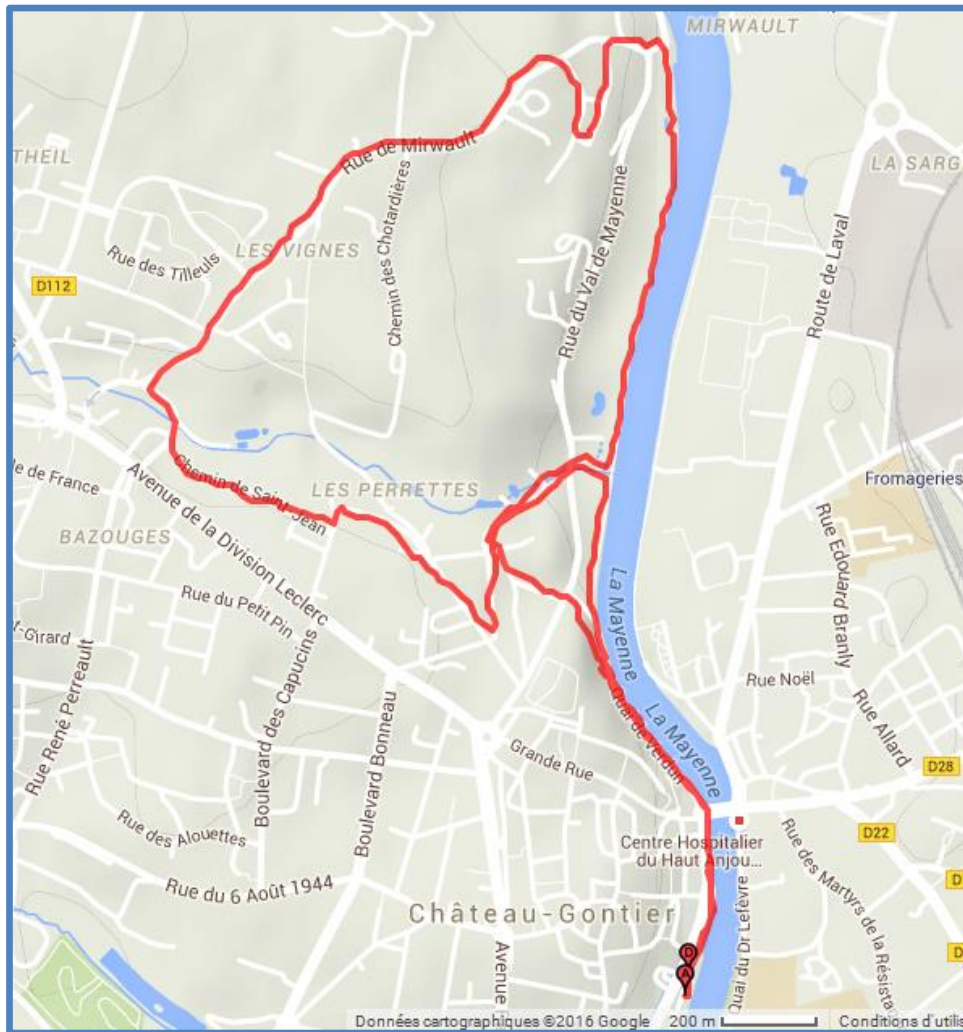 MIRWAULT
THEIL
Rue de Mirwault
LA SARG
Chemin des Chotardières
Rue du Val de Mayenne
Route de Laval
LES VIGNES
Rue des Tilleuls
D112
Chemin de Saint-Jean
le de France
LES PERRETTES
Fromageries
Avenue de la Division Leclerc
BAZOUGES
Rue Edouard Branly
Rue du Petit Pin
La Mayenne
t-Girard
Rue René Perreault
Boulevard des Capucins
Boulevard Bonneau
Rue Noël
La Mayenne
Quai de Verdun
Rue Allard
Grande Rue
D28
Rue des Alouettes
D22
Centre Hospitalier
du Haut Anjou...
Rue des Martyrs de la Résista
Rue du 6 Août 1944
D
Château-Gontier
Quai du Dr Lefèvre
Avenue
D
D
A
Données cartographiques ©2016 Google
200 m
Conditions d'utilis